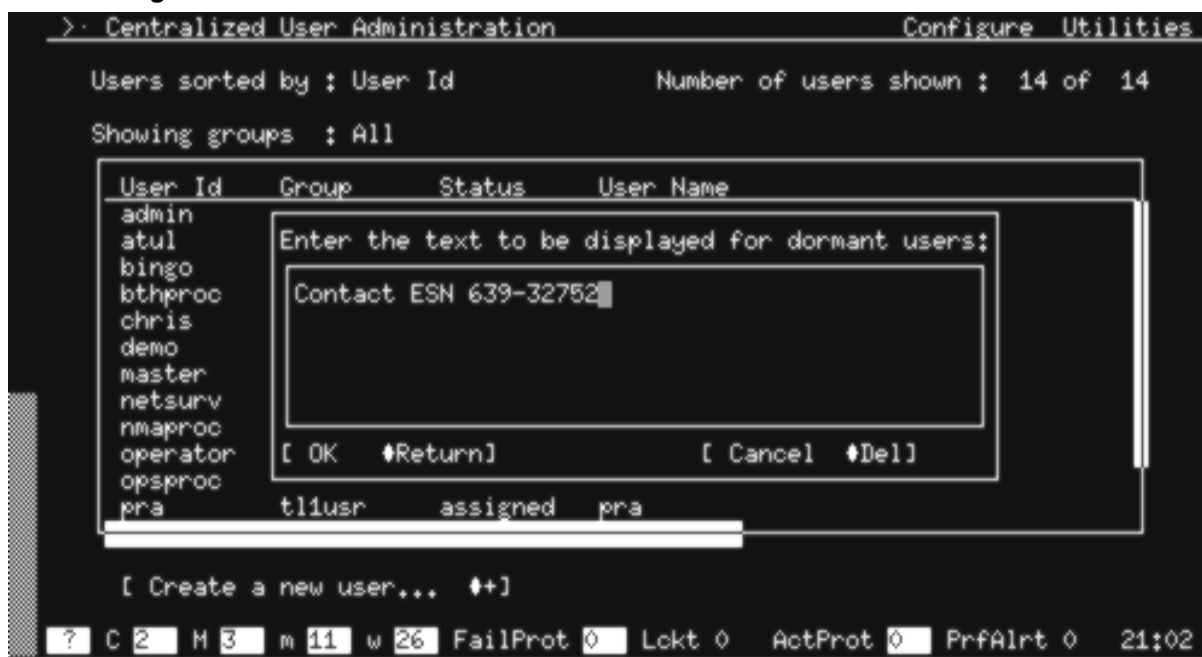 >· Centralized User Administration Configure Utilities
Users sorted by : User Id Number of users shown : 14 of 14
Showing groups : All
User Id Group Status User Name
admin
atul Enter the text to be displayed for dormant users:
bingo
bthproc Contact ESN 639-32752
chris
demo
master
netsurv
nmaproc
operator [ OK ♦Return] [ Cancel ♦Del]
opsproc
pra tl1usr assigned pra
[ Create a new user... ♦+]
? C 2 M 3 m 11 w 26 FailProt 0 Lckt 0 ActProt 0 PrfAlrt 0 21:02